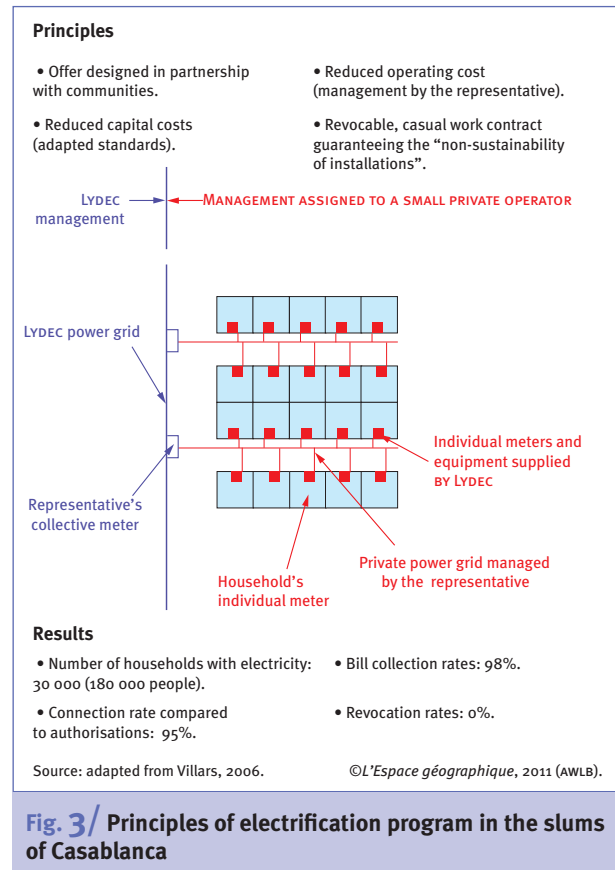 Principles
• Offer designed in partnership
with communities.
• Reduced capital costs
(adapted standards).
• Reduced operating cost
(management by the representative).
• Revocable, casual work contract
guaranteeing the “non-sustainability
of installations”.
LYDEC
management
MANAGEMENT ASSIGNED TO A SMALL PRIVATE OPERATOR
LYDEC power grid
Representative’s
collective meter
Individual meters and
equipment supplied
BY LYDEC
Private power grid managed
by the representative
Household’s
individual meter
Results
• Number of households with electricity:
30 000 (180 000 people).
• Connection rate compared
to authorisations: 95%.
• Bill collection rates: 98%.
• Revocation rates: 0%.
Source: adapted from Villars, 2006.
©L’Espace géographique, 2011 (AWLB).
Fig. 3/ Principles of electrification program in the slums
of Casablanca